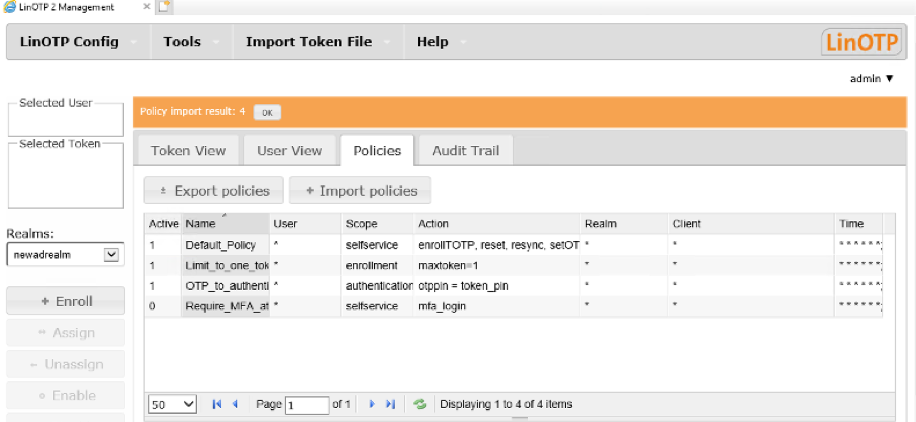 LinOTP 2 Management
LinOTP Config Tools Import Token File Help LinOTP
admin ▼
Selected User
Policy import result: 4 OK
Selected Token
Token View User View Policies Audit Trail
Export policies + Import policies
Active Name User Scope Action Realm Client Time
1 Default_Policy * selfservice enrollTOTP, reset, resync, setOT * * * * * * * *;
1 Limit_to_one_tok * enrollment maxtoken=1 * * * * * * * *;
1 OTP_to_authenti * authentication otppin = token_pin * * * * * * * *;
0 Require_MFA_at * selfservice mfa_login * * * * * * * *;
Realms:
newadrealm
+ Enroll
Assign
Unassign
Enable
50 Page 1 of 1 Displaying 1 to 4 of 4 items